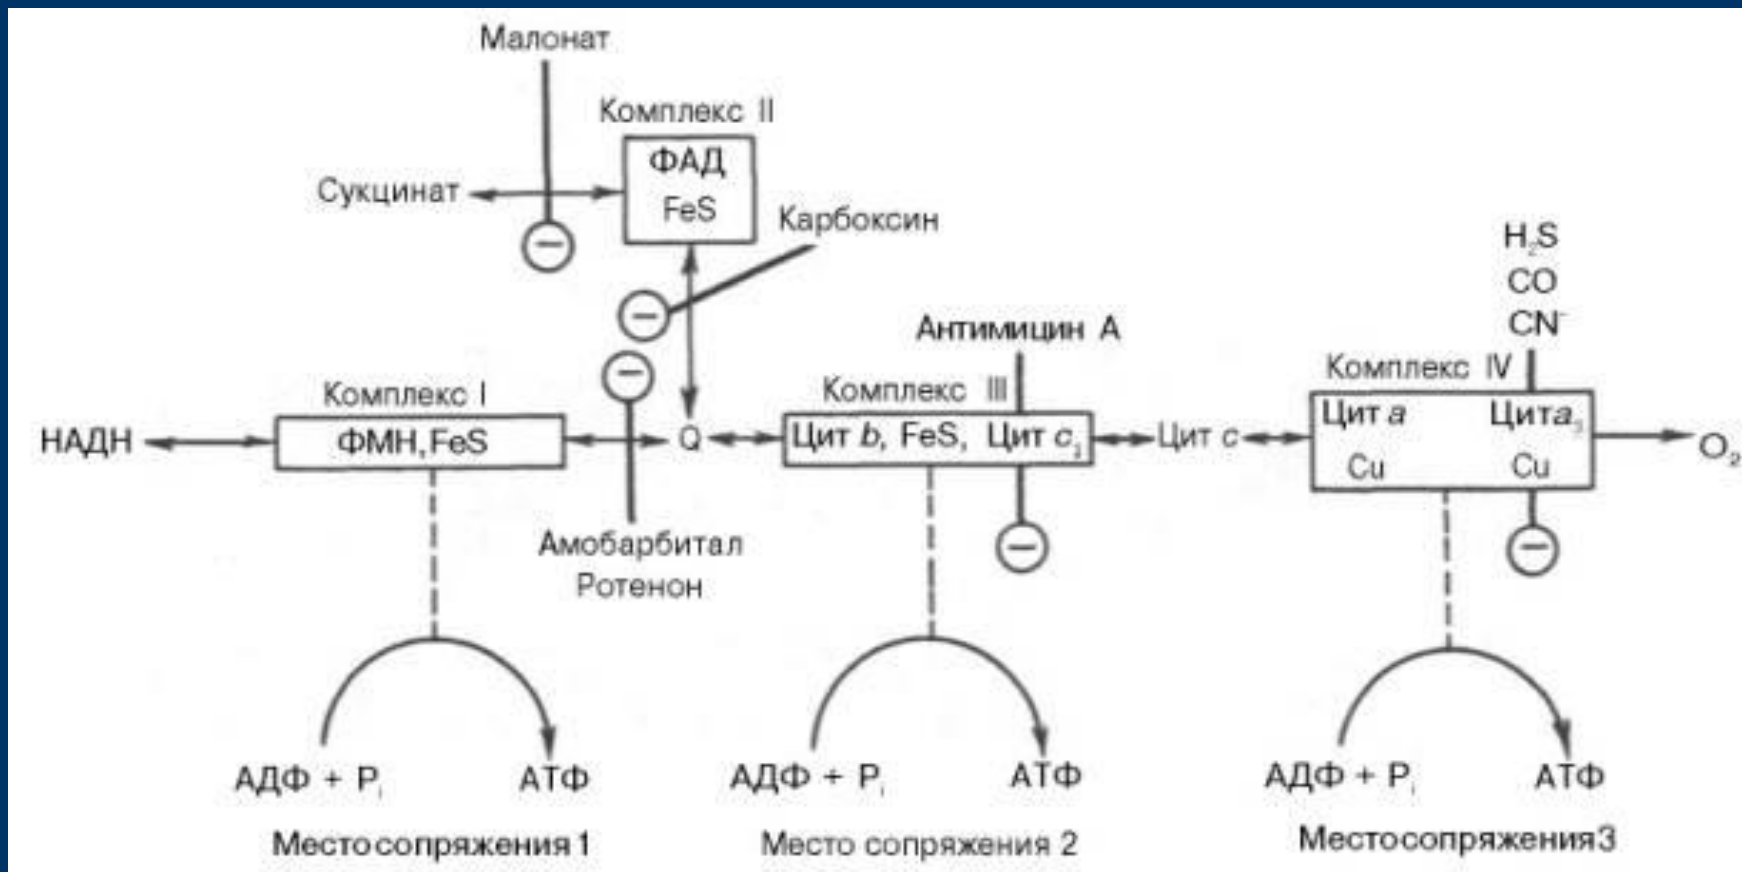 Малонат
Комплекс II
ФАД
FeS
Сукцинат
Карбоксин
H₂S
CO
CN⁻
Антимицин А
Комплекс I
Комплекс III
Комплекс IV
НАДН
ФМН, FeS
Q
Цит b, FeS, Цит c₁
Цит c
Цит a Цит a₃
Cu Cu
O₂
Амобарбитал
Ротенон
АДФ + Pᵢ АТФ
АДФ + Pᵢ АТФ
АДФ + Pᵢ АТФ
Место сопряжения 1
Место сопряжения 2
Место сопряжения 3